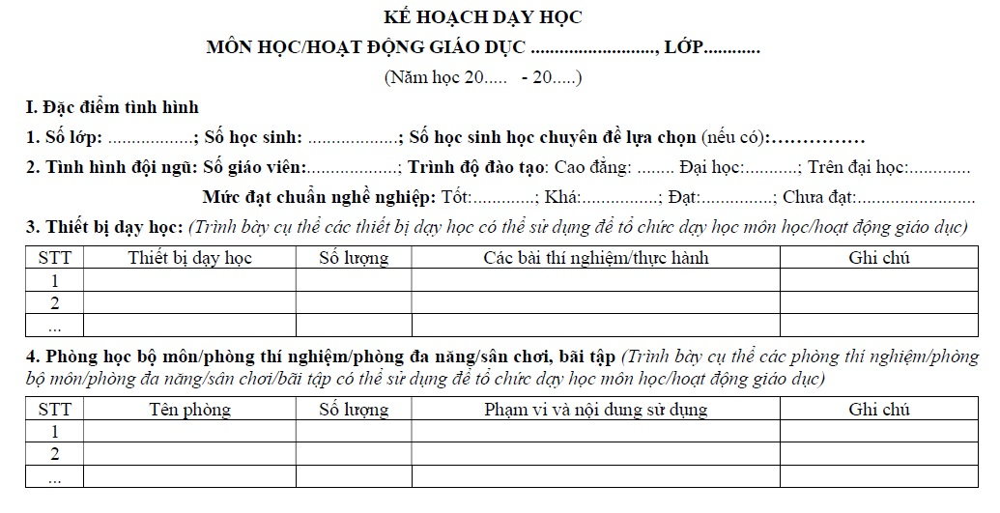 KẾ HOẠCH DẠY HỌC
MÔN HỌC/HOẠT ĐỘNG GIÁO DỤC .........................., LỚP............
(Năm học 20..... - 20.....)
I. Đặc điểm tình hình
1. Số lớp: ..................; Số học sinh: ...................; Số học sinh học chuyên đề lựa chọn (nếu có):……………
2. Tình hình đội ngũ: Số giáo viên:...................; Trình độ đào tạo: Cao đẳng: ........ Đại học:...........; Trên đại học:.............
Mức đạt chuẩn nghề nghiệp: Tốt:.............; Khá:................; Đạt:...............; Chưa đạt:.........................
3. Thiết bị dạy học: (Trình bày cụ thể các thiết bị dạy học có thể sử dụng để tổ chức dạy học môn học/hoạt động giáo dục)
STT Thiết bị dạy học Số lượng Các bài thí nghiệm/thực hành Ghi chú
1
2
...
4. Phòng học bộ môn/phòng thí nghiệm/phòng đa năng/sân chơi, bãi tập (Trình bày cụ thể các phòng thí nghiệm/phòng
bộ môn/phòng đa năng/sân chơi/bãi tập có thể sử dụng để tổ chức dạy học môn học/hoạt động giáo dục)
STT Tên phòng Số lượng Phạm vi và nội dung sử dụng Ghi chú
1
2
...